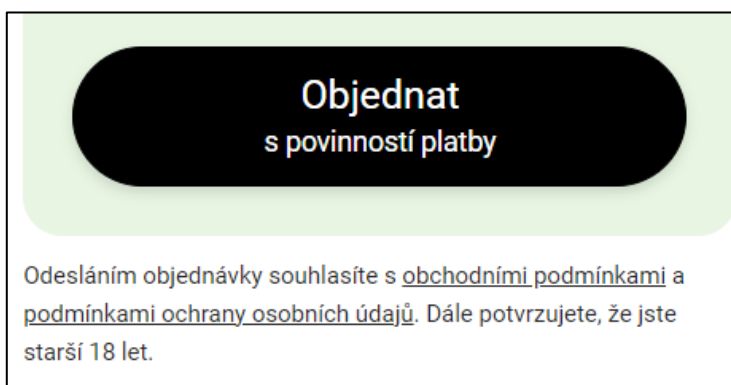 Objednat
s povinností platby
Odesláním objednávky souhlasíte s obchodními podmínkami a
podmínkami ochrany osobních údajů. Dále potvrzujete, že jste
starší 18 let.